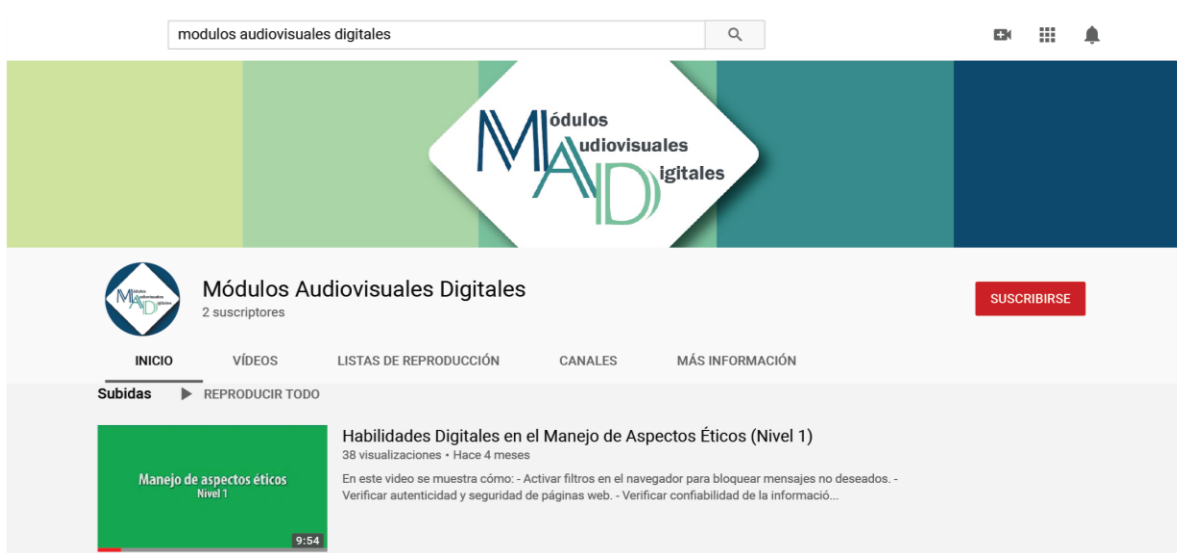 modulos audiovisuales digitales
Módulos
Audiovisuales
Digitales
Módulos Audiovisuales Digitales
2 suscriptores
SUSCRIBIRSE
INICIO VÍDEOS LISTAS DE REPRODUCCIÓN CANALES MÁS INFORMACIÓN
Subidas REPRODUCIR TODO
Manejo de aspectos éticos
Nivel 1
9:54
Habilidades Digitales en el Manejo de Aspectos Éticos (Nivel 1)
38 visualizaciones • Hace 4 meses
En este video se muestra cómo: - Activar filtros en el navegador para bloquear mensajes no deseados. -
Verificar autenticidad y seguridad de páginas web. - Verificar confiabilidad de la informació...